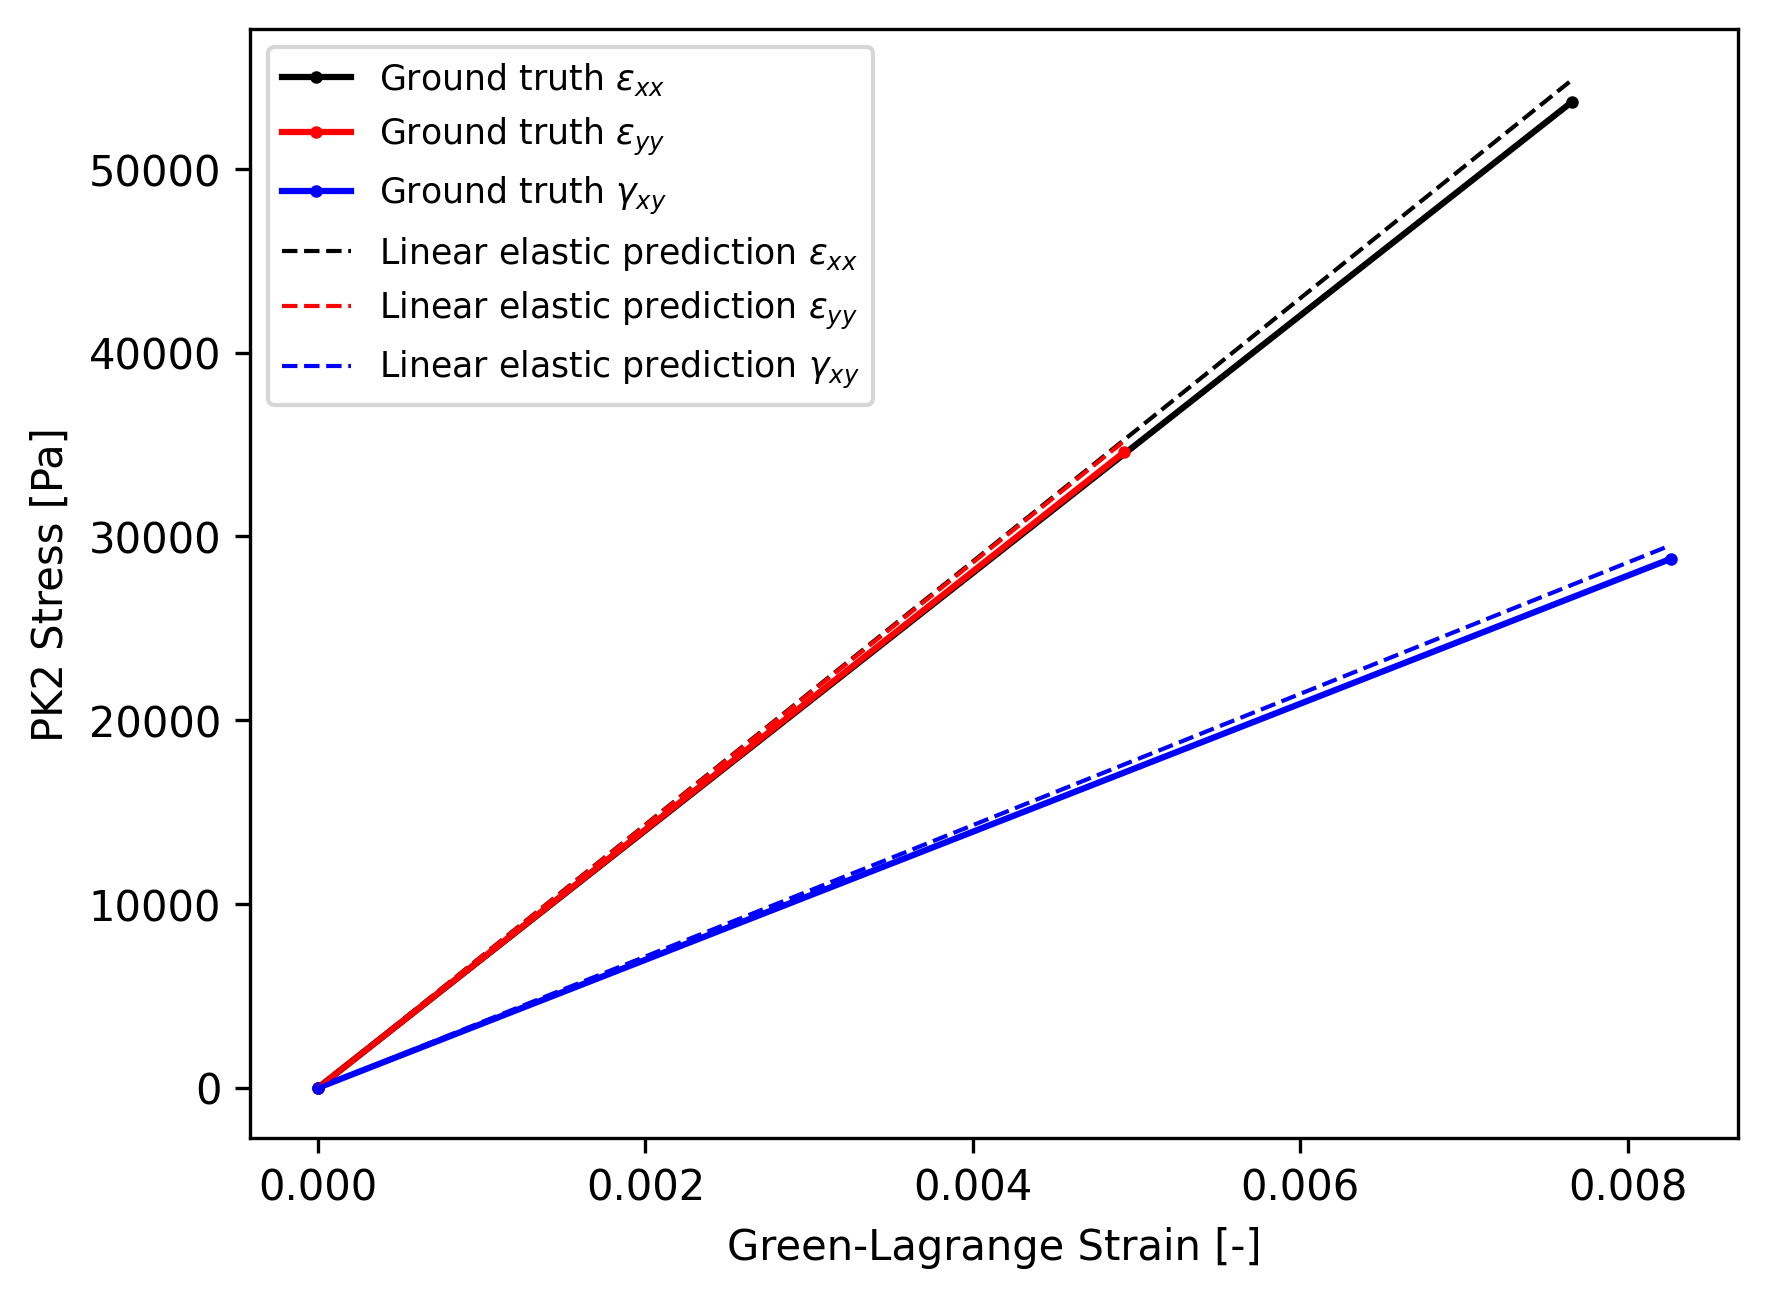 Ground truth εxx
Ground truth εyy
Ground truth γxy
Linear elastic prediction εxx
Linear elastic prediction εyy
Linear elastic prediction γxy
PK2 Stress [Pa]
50000
40000
30000
20000
10000
0
0.000 0.002 0.004 0.006 0.008
Green-Lagrange Strain [-]